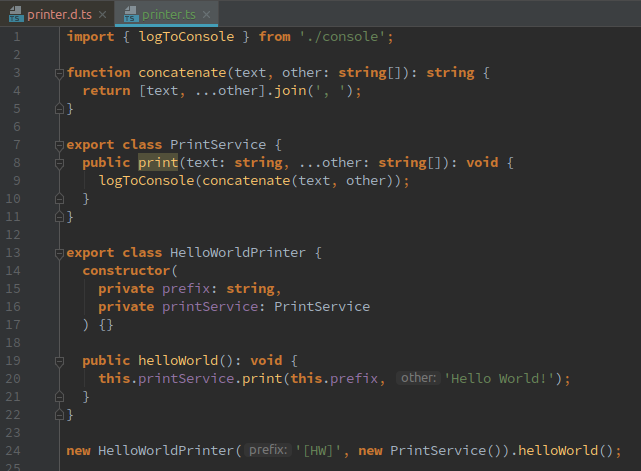 printer.d.ts × printer.ts ×
1 import { logToConsole } from './console';
2
3 function concatenate(text, other: string[]): string {
4   return [text, ...other].join(', ');
5 }
6
7 export class PrintService {
8   public print(text: string, ...other: string[]): void {
9     logToConsole(concatenate(text, other));
10   }
11 }
12
13 export class HelloWorldPrinter {
14   constructor(
15     private prefix: string,
16     private printService: PrintService
17   ) {}
18
19   public helloWorld(): void {
20     this.printService.print(this.prefix, other: 'Hello World!');
21   }
22 }
23
24 new HelloWorldPrinter( prefix: '[HW]', new PrintService()).helloWorld();
25